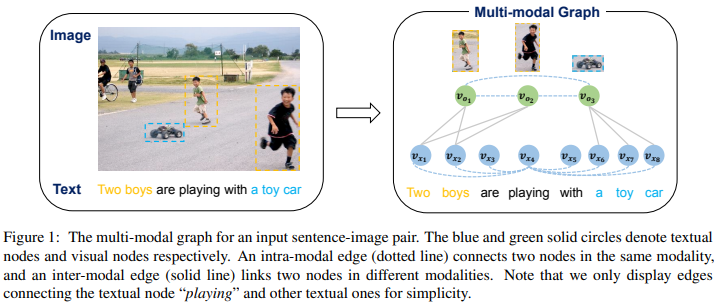 Image
Text
Two boys are playing with a toy car
Multi-modal Graph
v_{o_1} v_{o_2} v_{o_3}
v_{x_1} v_{x_2} v_{x_3} v_{x_4} v_{x_5} v_{x_6} v_{x_7} v_{x_8}
Two boys are playing with a toy car
Figure 1: The multi-modal graph for an input sentence-image pair. The blue and green solid circles denote textual
nodes and visual nodes respectively. An intra-modal edge (dotted line) connects two nodes in the same modality,
and an inter-modal edge (solid line) links two nodes in different modalities. Note that we only display edges
connecting the textual node “playing” and other textual ones for simplicity.